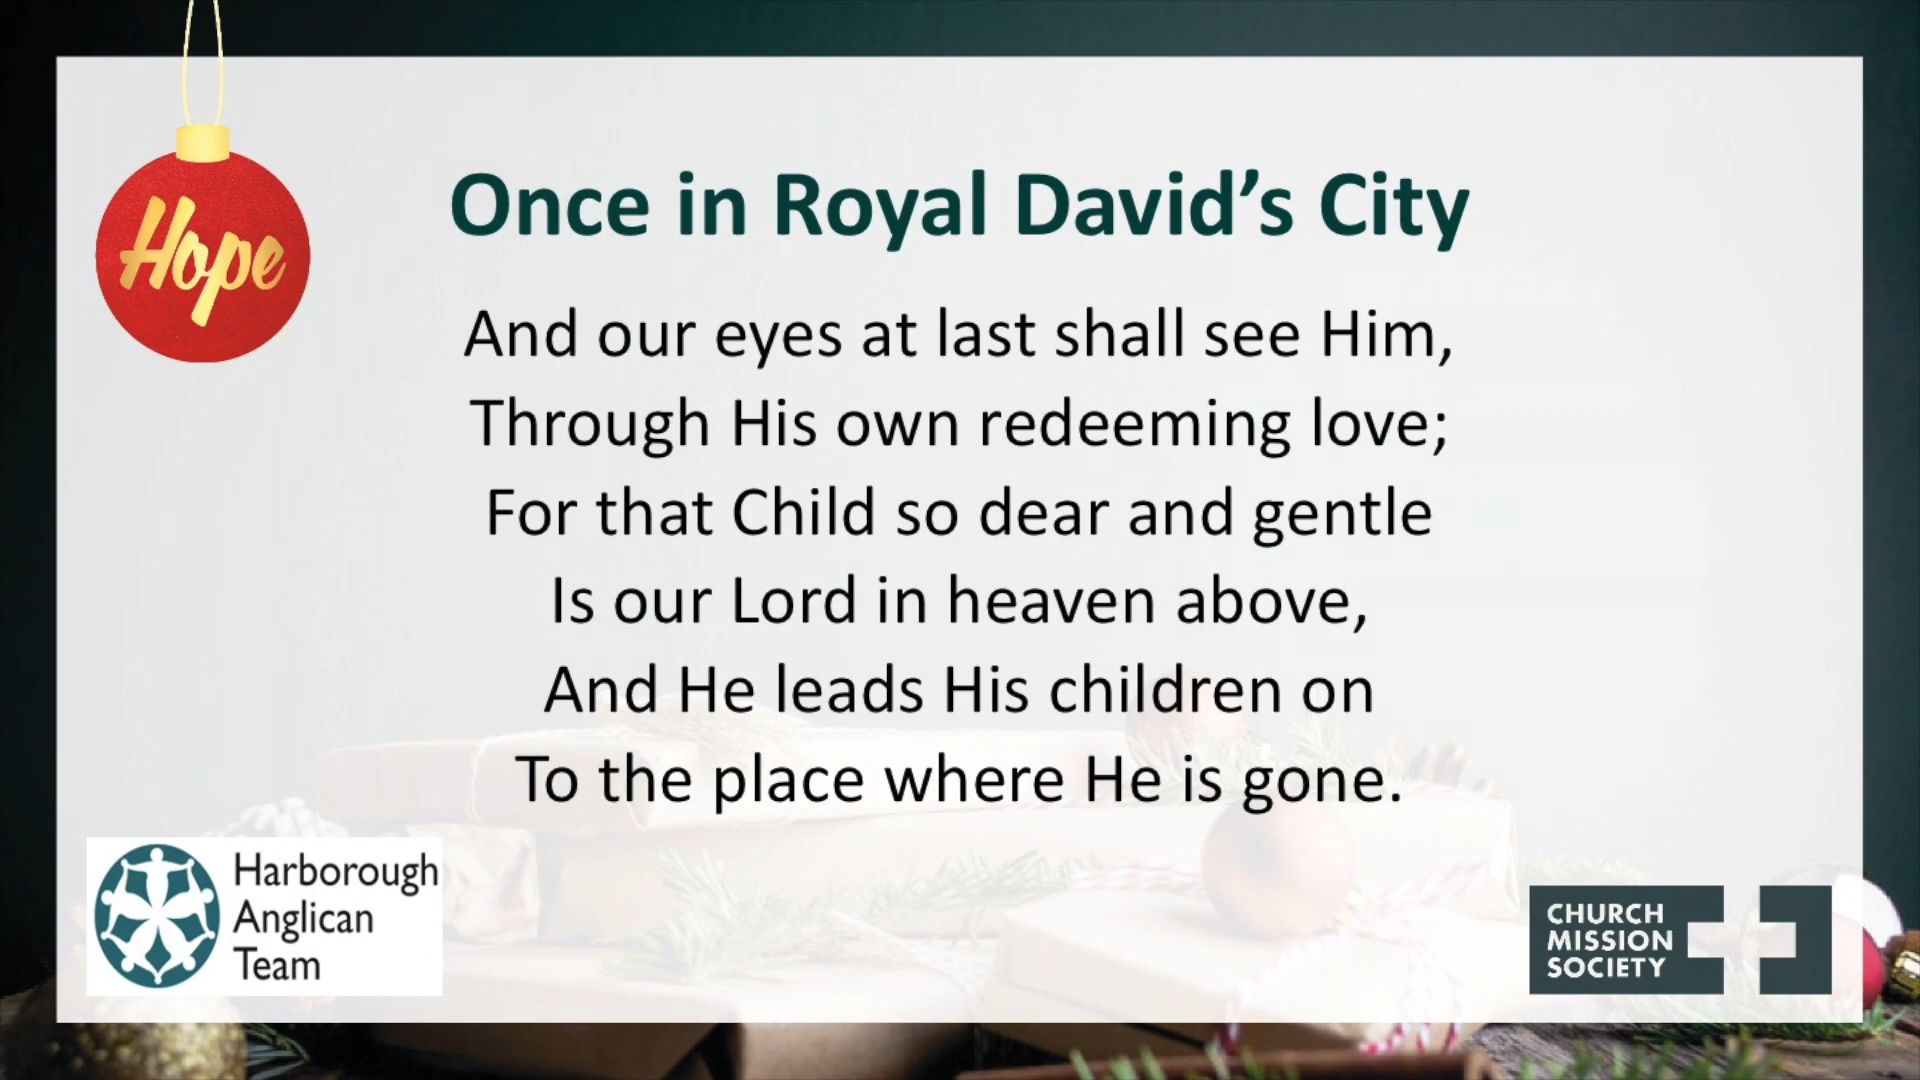 Hope
Once in Royal David’s City
And our eyes at last shall see Him,
Through His own redeeming love;
For that Child so dear and gentle
Is our Lord in heaven above,
And He leads His children on
To the place where He is gone.
Harborough
Anglican
Team
CHURCH
MISSION
SOCIETY